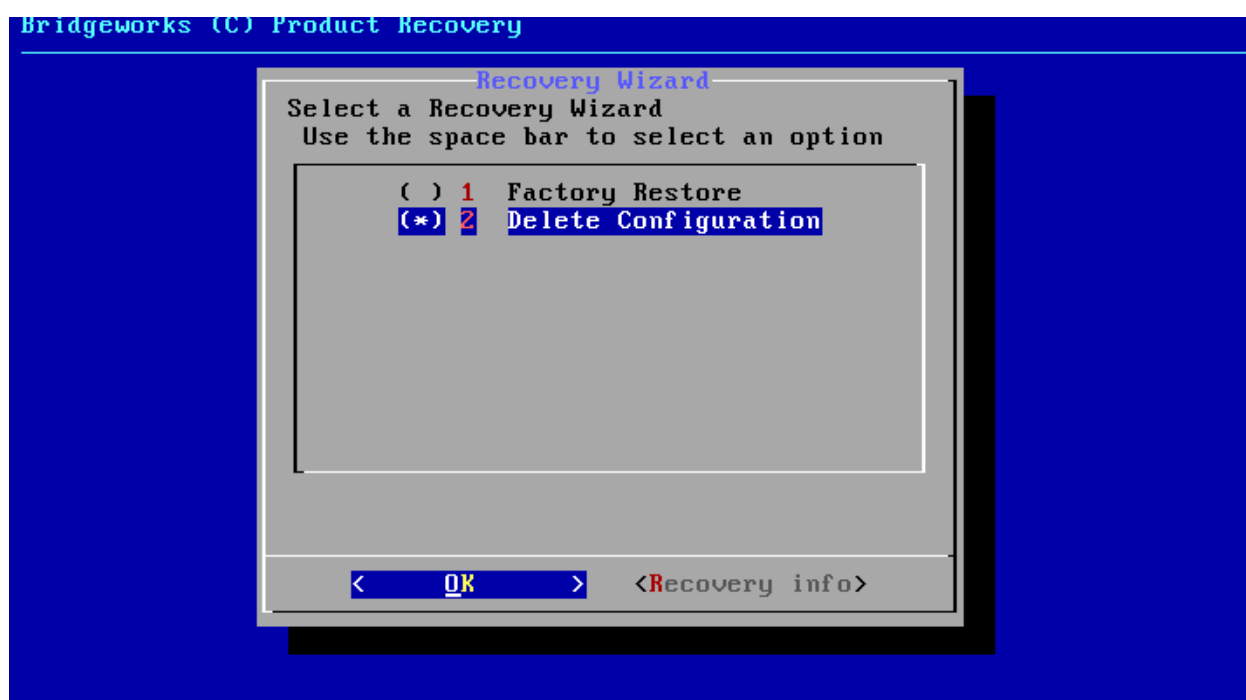 Bridgeworks (C) Product Recovery
Recovery Wizard
Select a Recovery Wizard
Use the space bar to select an option
( ) 1 Factory Restore
(*) 2 Delete Configuration
< OK > <Recovery info>